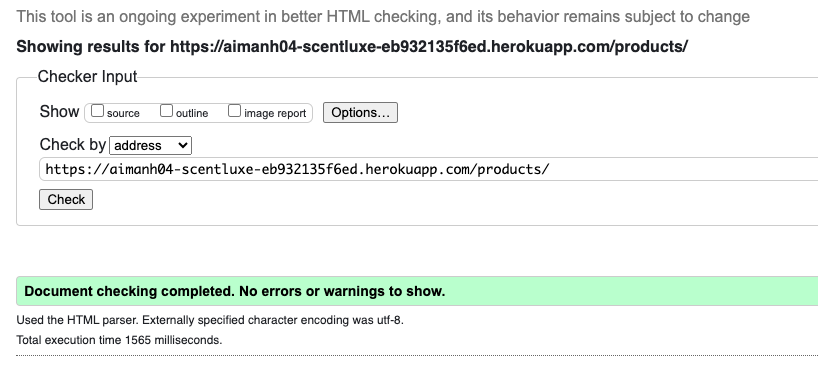 This tool is an ongoing experiment in better HTML checking, and its behavior remains subject to change
Showing results for https://aimanh04-scentluxe-eb932135f6ed.herokuapp.com/products/
Checker Input
Show source outline image report Options...
Check by address
https://aimanh04-scentluxe-eb932135f6ed.herokuapp.com/products/
Check
Document checking completed. No errors or warnings to show.
Used the HTML parser. Externally specified character encoding was utf-8.
Total execution time 1565 milliseconds.